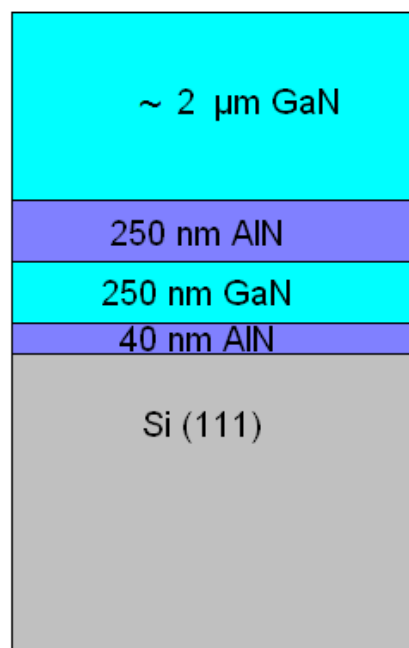 ~ 2 µm GaN
250 nm AlN
250 nm GaN
40 nm AlN
Si (111)